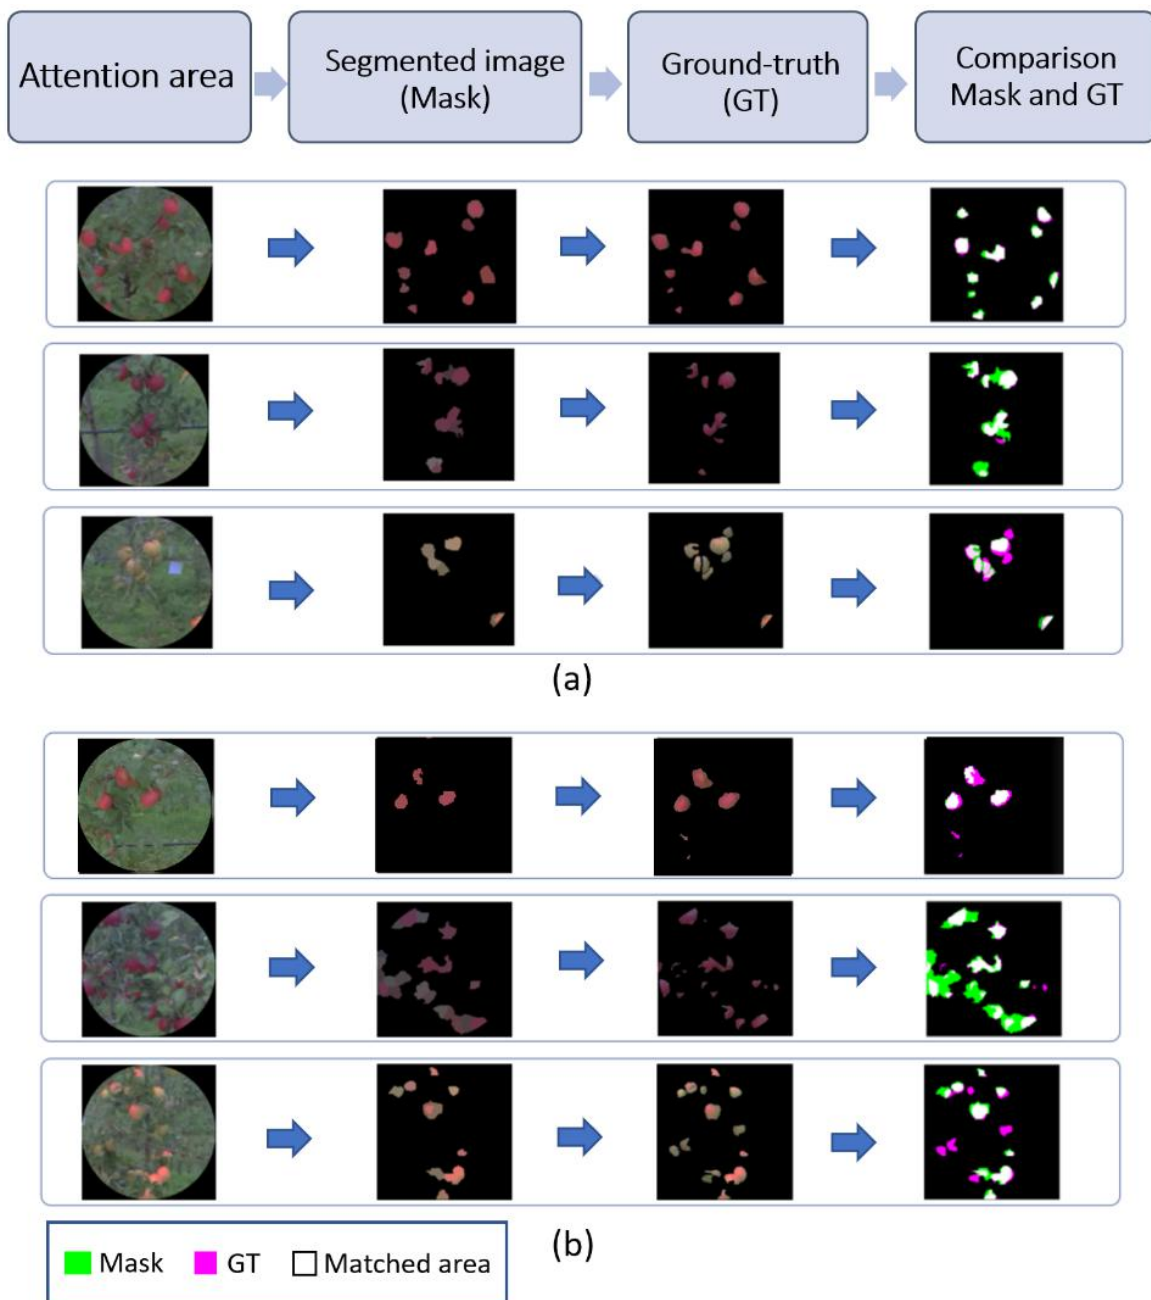 Attention area
Segmented image
(Mask)
Ground-truth
(GT)
Comparison
Mask and GT
(a)
(b)
Mask
GT
Matched area